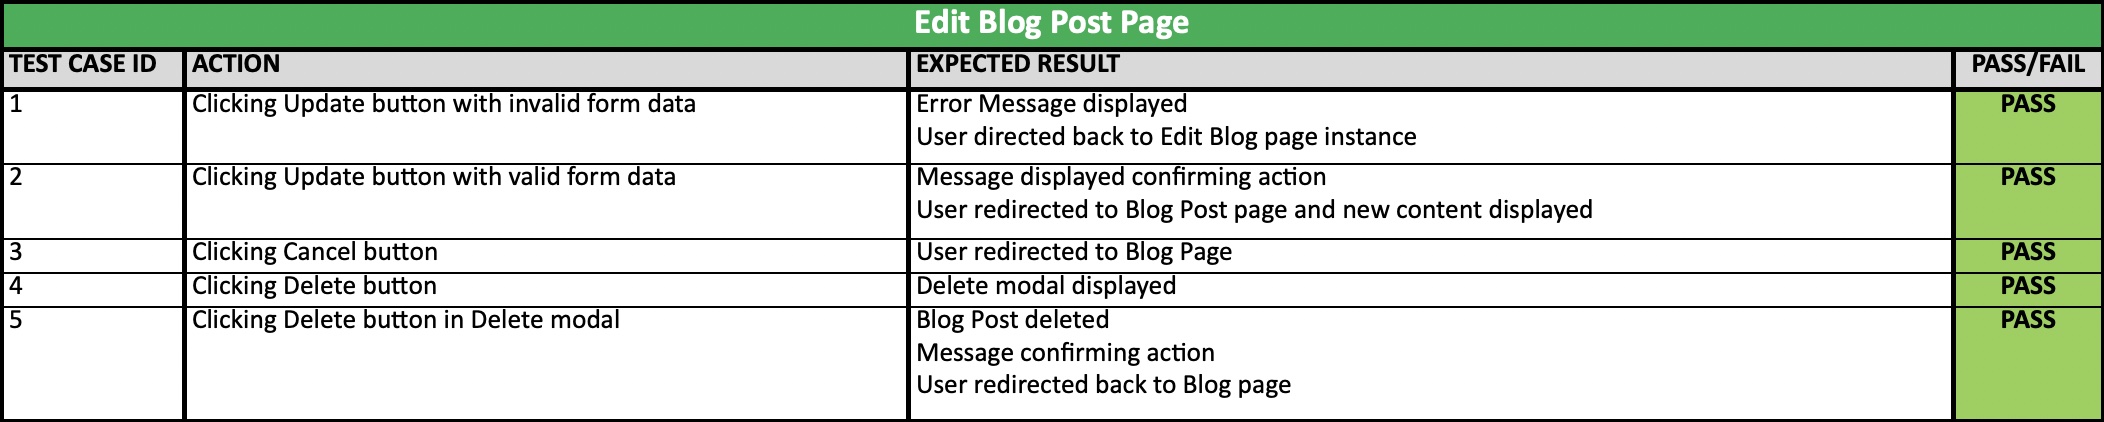 Edit Blog Post Page
TEST CASE ID ACTION EXPECTED RESULT PASS/FAIL
1 Clicking Update button with invalid form data Error Message displayed PASS
User directed back to Edit Blog page instance
2 Clicking Update button with valid form data Message displayed confirming action PASS
User redirected to Blog Post page and new content displayed
3 Clicking Cancel button User redirected to Blog Page PASS
4 Clicking Delete button Delete modal displayed PASS
5 Clicking Delete button in Delete modal Blog Post deleted PASS
Message confirming action
User redirected back to Blog page